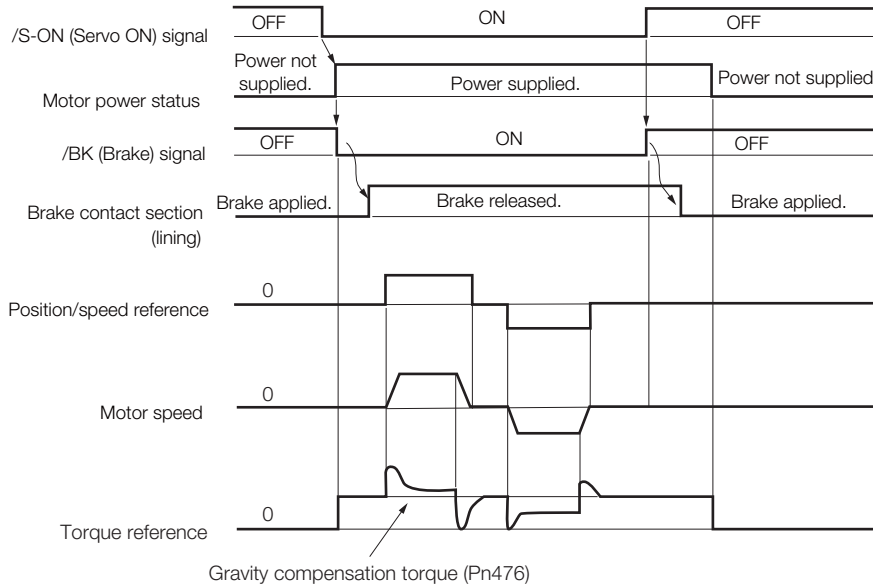 OFF
ON
OFF
/S-ON (Servo ON) signal
Power not
supplied.
Power supplied.
Power not supplied
Motor power status
OFF
ON
OFF
/BK (Brake) signal
Brake applied.
Brake released.
Brake applied.
Brake contact section
(lining)
0
Position/speed reference
0
Motor speed
0
Torque reference
Gravity compensation torque (Pn476)